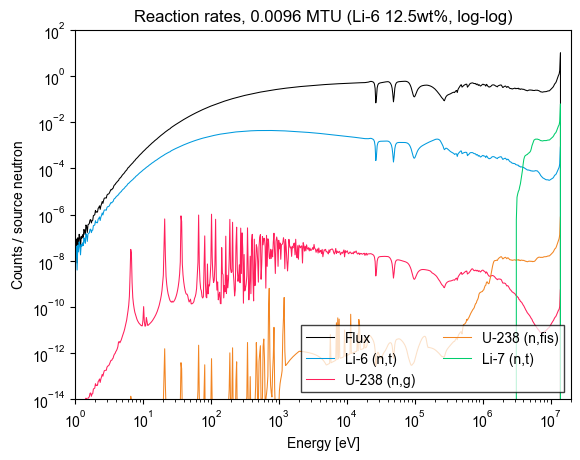 Reaction rates, 0.0096 MTU (Li-6 12.5wt%, log-log)
Counts / source neutron
10^2
10^0
10^-2
10^-4
10^-6
10^-8
10^-10
10^-12
10^-14
Flux
Li-6 (n,t)
U-238 (n,g)
U-238 (n,fis)
Li-7 (n,t)
10^0 10^1 10^2 10^3 10^4 10^5 10^6 10^7
Energy [eV]